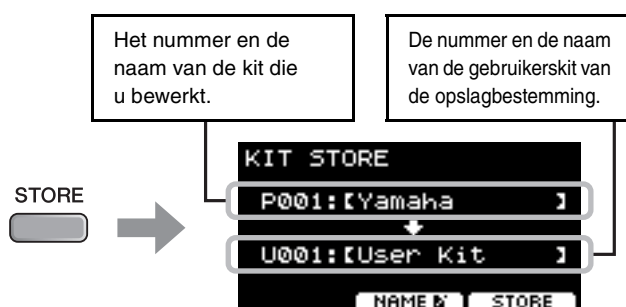 Het nummer en de
naam van de kit die
u bewerkt.
De nummer en de naam
van de gebruikerskit van
de opslagbestemming.
STORE
KIT STORE
P001:[Yamaha ]
U001:[User Kit ]
NAME STORE